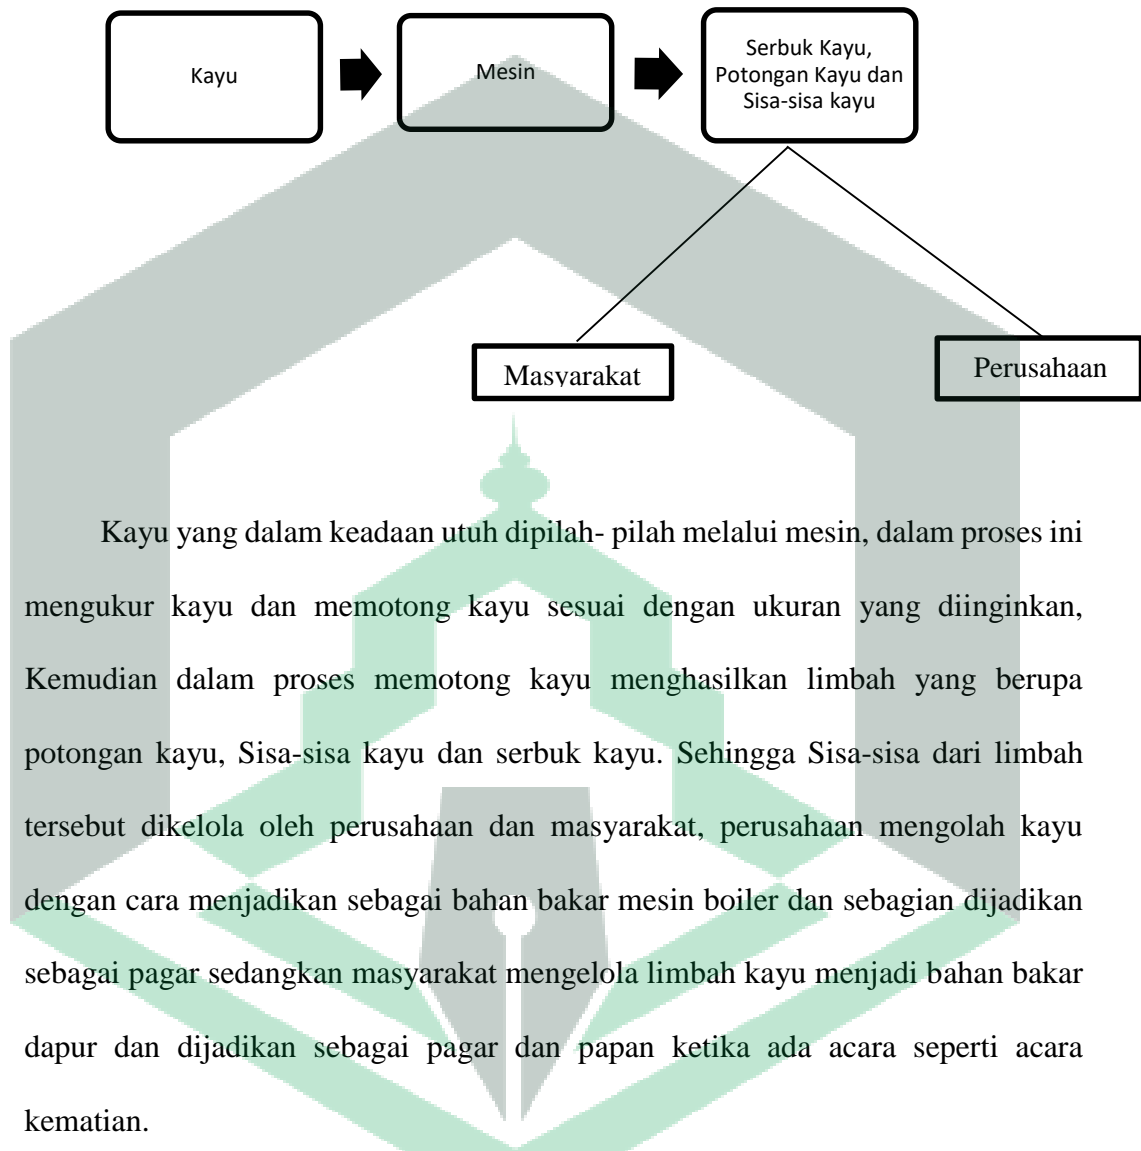 Kayu
Mesin
Serbuk Kayu,
Potongan Kayu dan
Sisa-sisa kayu
Masyarakat
Perusahaan
Kayu yang dalam keadaan utuh dipilah- pilah melalui mesin, dalam proses ini
mengukur kayu dan memotong kayu sesuai dengan ukuran yang diinginkan,
Kemudian dalam proses memotong kayu menghasilkan limbah yang berupa
potongan kayu, Sisa-sisa kayu dan serbuk kayu. Sehingga Sisa-sisa dari limbah
tersebut dikelola oleh perusahaan dan masyarakat, perusahaan mengolah kayu
dengan cara menjadikan sebagai bahan bakar mesin boiler dan sebagian dijadikan
sebagai pagar sedangkan masyarakat mengelola limbah kayu menjadi bahan bakar
dapur dan dijadikan sebagai pagar dan papan ketika ada acara seperti acara
kematian.